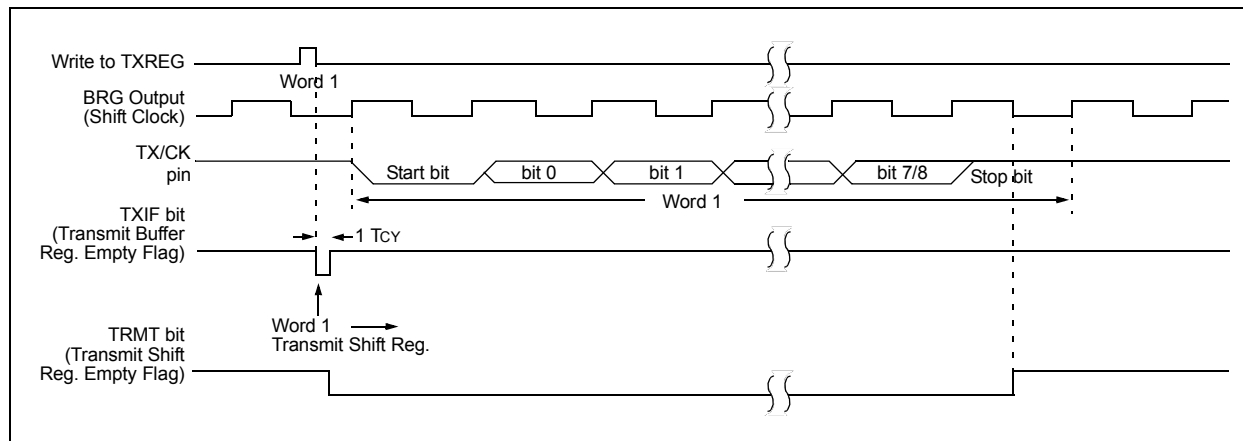 Write to TXREG
Word 1
BRG Output
(Shift Clock)
TX/CK
pin
Start bit
bit 0
bit 1
bit 7/8
Stop bit
Word 1
TXIF bit
(Transmit Buffer
Reg. Empty Flag)
1 TCY
Word 1
Transmit Shift Reg.
TRMT bit
(Transmit Shift
Reg. Empty Flag)